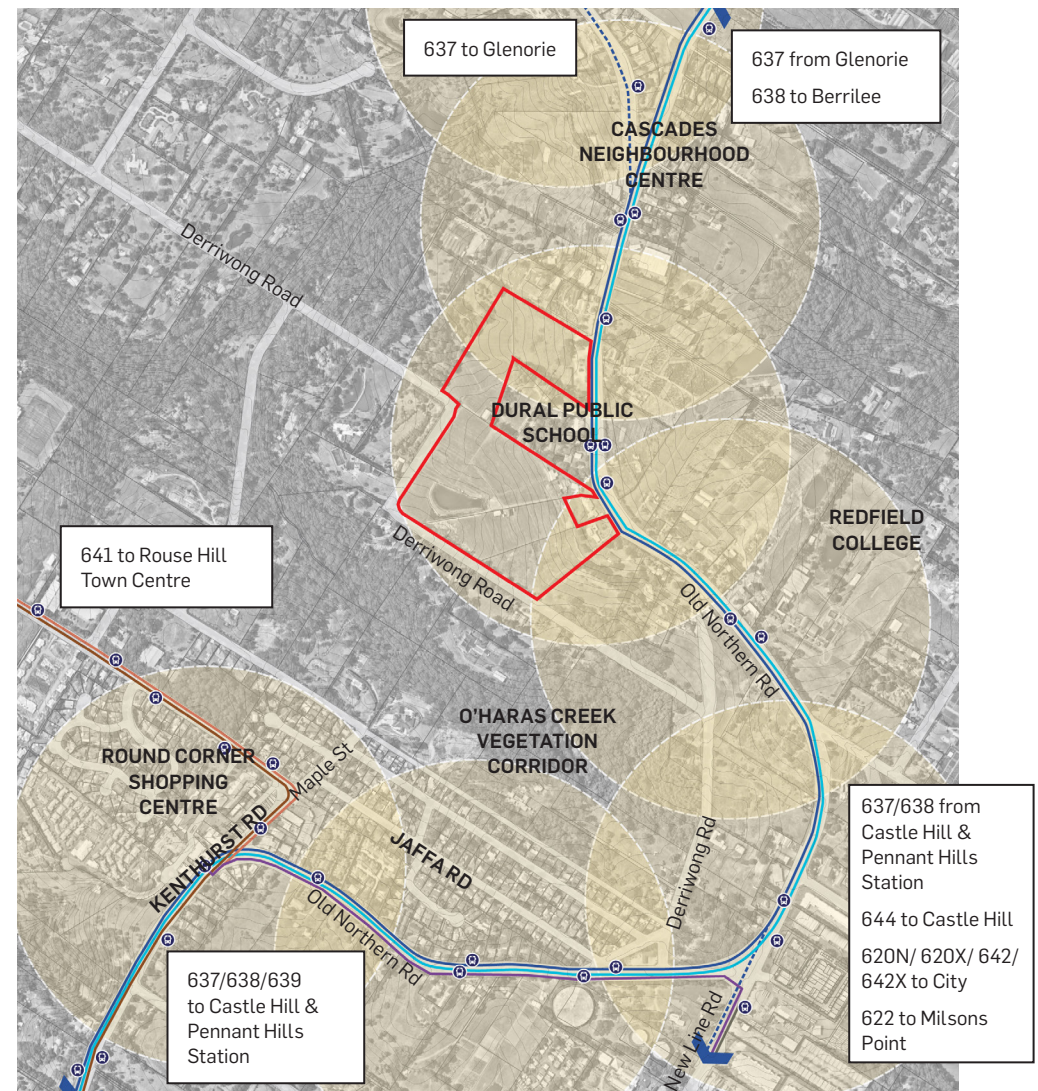 637 to Glenorie
637 from Glenorie
638 to Berrilee
CASCADES
NEIGHBOURHOOD
CENTRE
Derriwong Road
DURAL PUBLIC
SCHOOL
REDFIELD
COLLEGE
641 to Rouse Hill
Town Centre
Derriwong Road
Old Northern Rd
O'HARAS CREEK
VEGETATION
CORRIDOR
ROUND CORNER
SHOPPING
CENTRE
Maple St
KENTHURST RD
JAFFA RD
Derriwong Rd
637/638 from
Castle Hill &
Pennant Hills
Station
644 to Castle Hill
620N/ 620X/ 642/
642X to City
622 to Milsons
Point
Old Northern Rd
637/638/639
to Castle Hill &
Pennant Hills
Station
New Line Rd